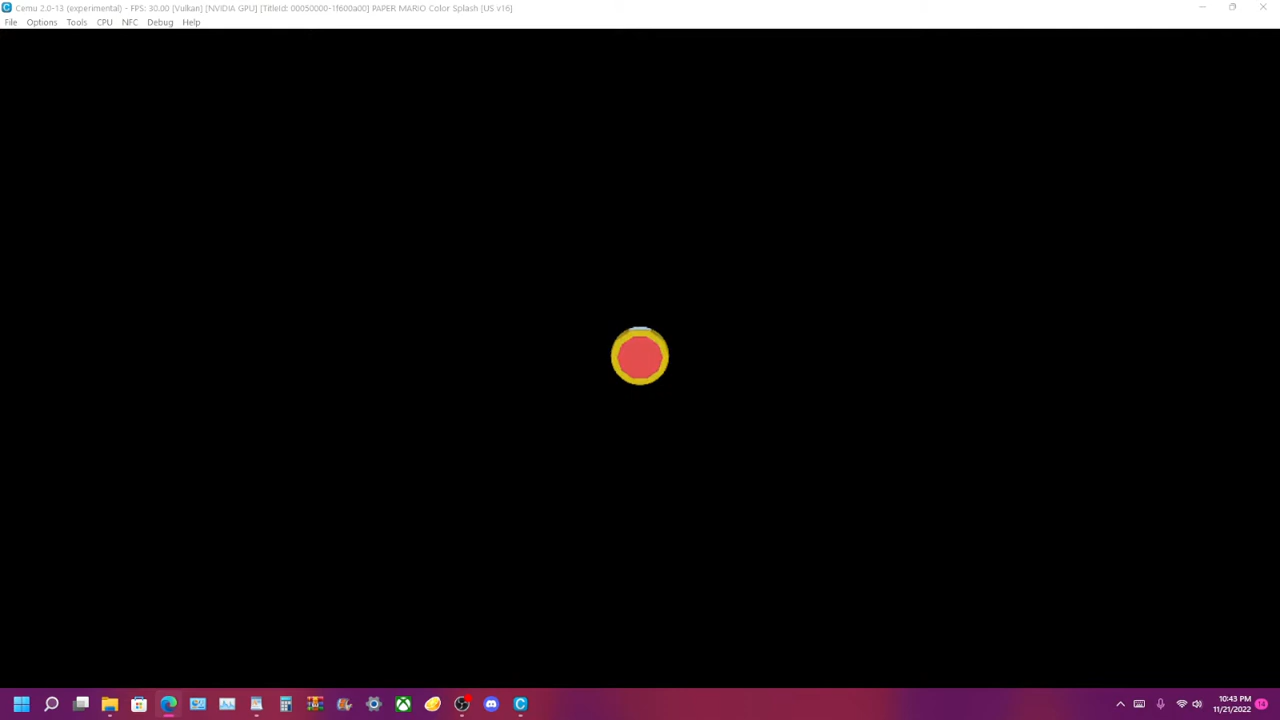 Cemu 2.0-13 (experimental) - FPS: 30.00 [Vulkan] [NVIDIA GPU] [TitleId: 00050000-1f600a00] PAPER MARIO Color Splash [US v16]
File Options Tools CPU NFC Debug Help
10:43 PM
11/21/2022
14